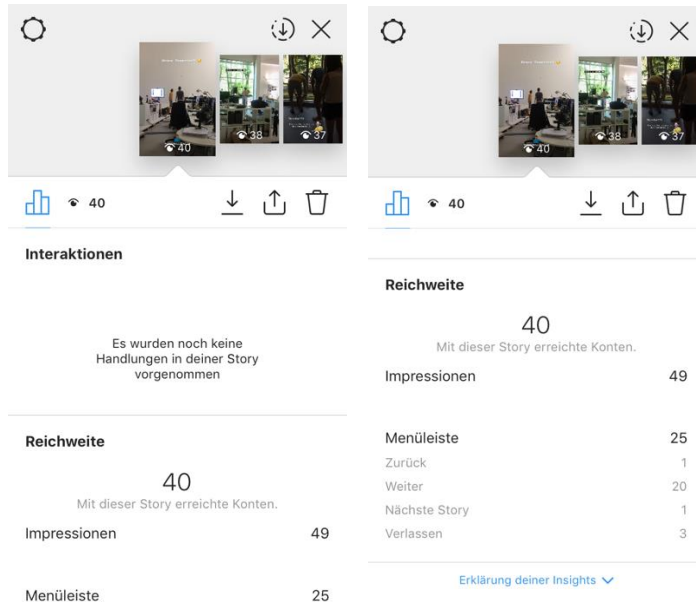 40
38
37
40
Interaktionen
Es wurden noch keine
Handlungen in deiner Story
vorgenommen
Reichweite
40
Mit dieser Story erreichte Konten.
Impressionen 49
Menüleiste 25
40
38
37
40
Reichweite
40
Mit dieser Story erreichte Konten.
Impressionen 49
Menüleiste 25
Zurück 1
Weiter 20
Nächste Story 1
Verlassen 3
Erklärung deiner Insights